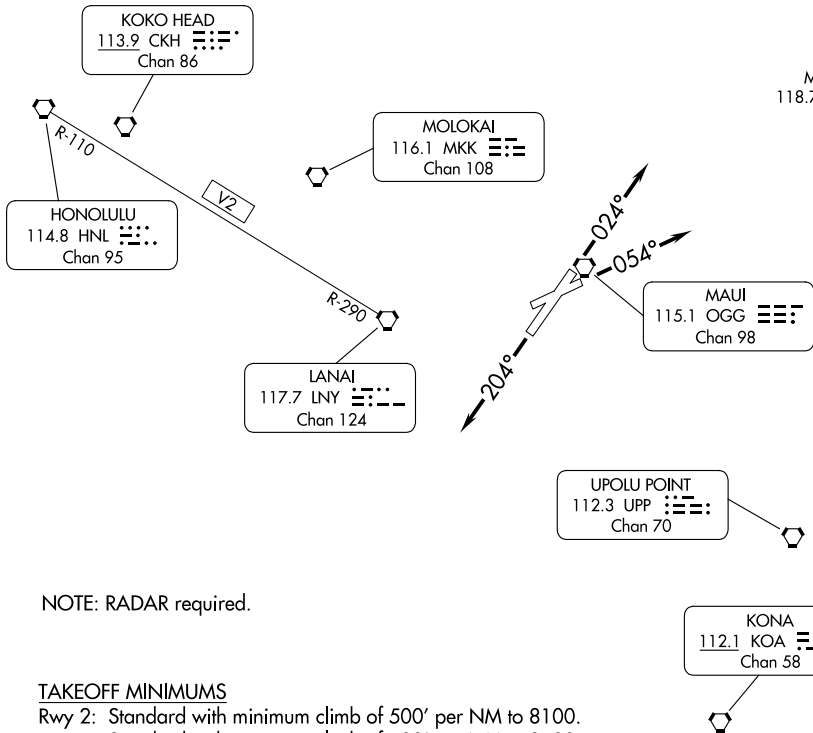 KOKO HEAD
113.9 CKH
Chan 86
M
118.7
R-110
MOLOKAI
116.1 MKK
Chan 108
V2
HONOLULU
114.8 HNL
Chan 95
024°
054°
R-290
MAUI
115.1 OGG
Chan 98
204°
LANAI
117.7 LNY
Chan 124
UPOLU POINT
112.3 UPP
Chan 70
NOTE: RADAR required.
KONA
112.1 KOA
Chan 58
TAKEOFF MINIMUMS
Rwy 2: Standard with minimum climb of 500' per NM to 8100.